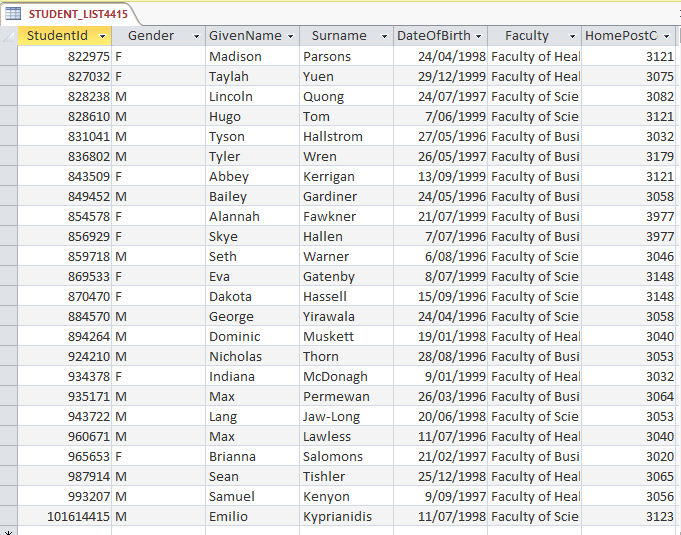 STUDENT_LIST4415
StudentId Gender GivenName Surname DateOfBirth Faculty HomePostC
822975 F Madison Parsons 24/04/1998 Faculty of Heal 3121
827032 F Taylah Yuen 29/12/1999 Faculty of Heal 3075
828238 M Lincoln Quong 24/07/1997 Faculty of Scie 3082
828610 M Hugo Tom 7/06/1999 Faculty of Scie 3121
831041 M Tyson Hallstrom 27/05/1996 Faculty of Busi 3032
836802 M Tyler Wren 26/05/1997 Faculty of Busi 3179
843509 F Abbey Kerrigan 13/09/1999 Faculty of Busi 3121
849452 M Bailey Gardiner 24/05/1996 Faculty of Busi 3058
854578 F Alannah Fawkner 21/07/1999 Faculty of Busi 3977
856929 F Skye Hallen 7/07/1996 Faculty of Busi 3977
859718 M Seth Warner 6/08/1996 Faculty of Scie 3046
869533 F Eva Gatenby 8/07/1999 Faculty of Scie 3148
870470 F Dakota Hassell 15/09/1996 Faculty of Scie 3148
884570 M George Yirawala 24/04/1996 Faculty of Scie 3058
894264 M Dominic Muskett 19/01/1998 Faculty of Heal 3040
924210 M Nicholas Thorn 28/08/1996 Faculty of Busi 3053
934378 F Indiana McDonagh 9/01/1999 Faculty of Heal 3032
935171 M Max Permewan 26/03/1996 Faculty of Busi 3064
943722 M Lang Jaw-Long 20/06/1998 Faculty of Scie 3053
960671 M Max Lawless 11/07/1996 Faculty of Heal 3040
965653 F Brianna Salomons 21/02/1997 Faculty of Busi 3020
987914 M Sean Tishler 25/12/1998 Faculty of Heal 3065
993207 M Samuel Kenyon 9/09/1997 Faculty of Heal 3056
101614415 M Emilio Kyprianidis 11/07/1998 Faculty of Scie 3123